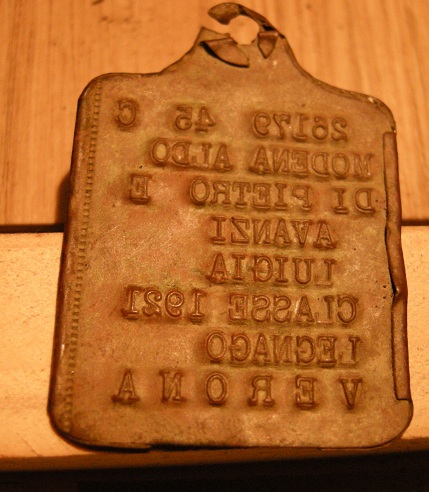 26179 45 C
MODENA ALDO
DI PIETRO E
AVANZI
LUIGIA
CLASSE 1921
LEGNAGO
VERONA